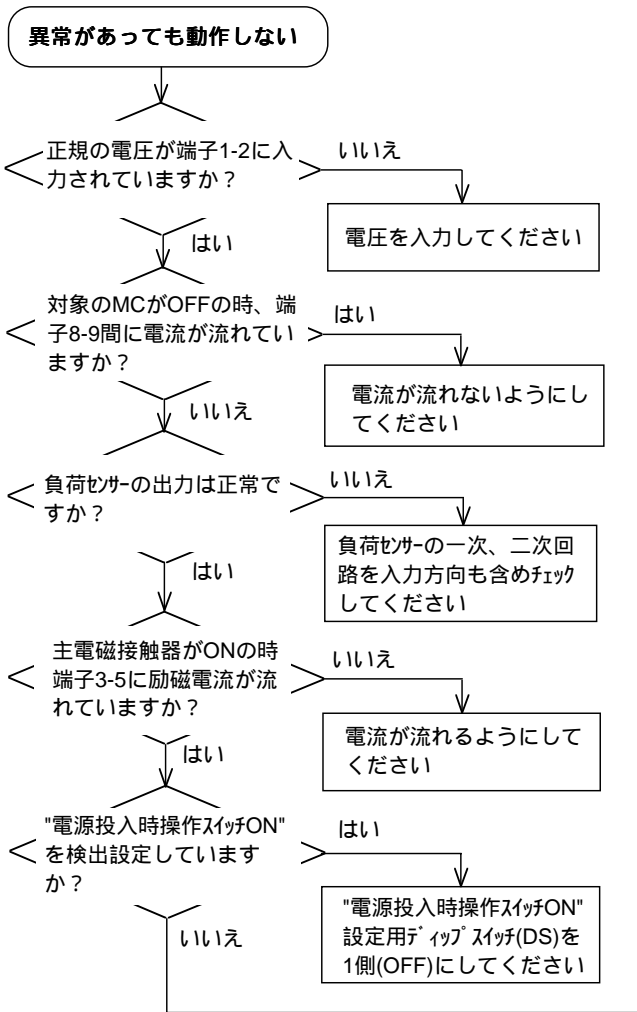 異常があっても動作しない
正規の電圧が端子1-2に入
力されていますか？
いいえ
電圧を入力してください
はい
対象のMCがOFFの時、端
子8-9間に電流が流れてい
ますか？
はい
電流が流れないようにし
てください
いいえ
負荷ｾﾝｻｰの出力は正常で
すか？
いいえ
負荷ｾﾝｻｰの一次、二次回
路を入力方向も含めﾁｪｯｸ
してください
はい
主電磁接触器がONの時
端子3-5に励磁電流が流
れていますか？
いいえ
電流が流れるようにして
ください
はい
"電源投入時操作ｽｲｯﾁON"
を検出設定しています
か？
はい
"電源投入時操作ｽｲｯﾁON"
設定用ﾃﾞｨｯﾌﾟｽｲｯﾁ(DS)を
1側(OFF)にしてください
いいえ